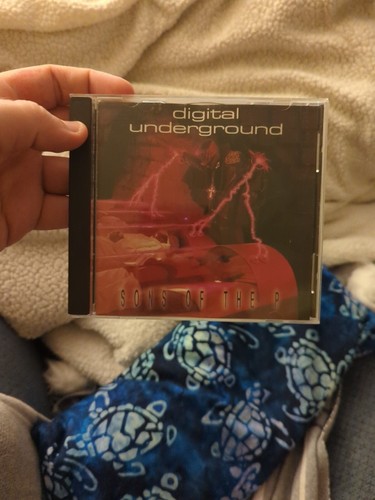 digital
underground
SONS OF THE P